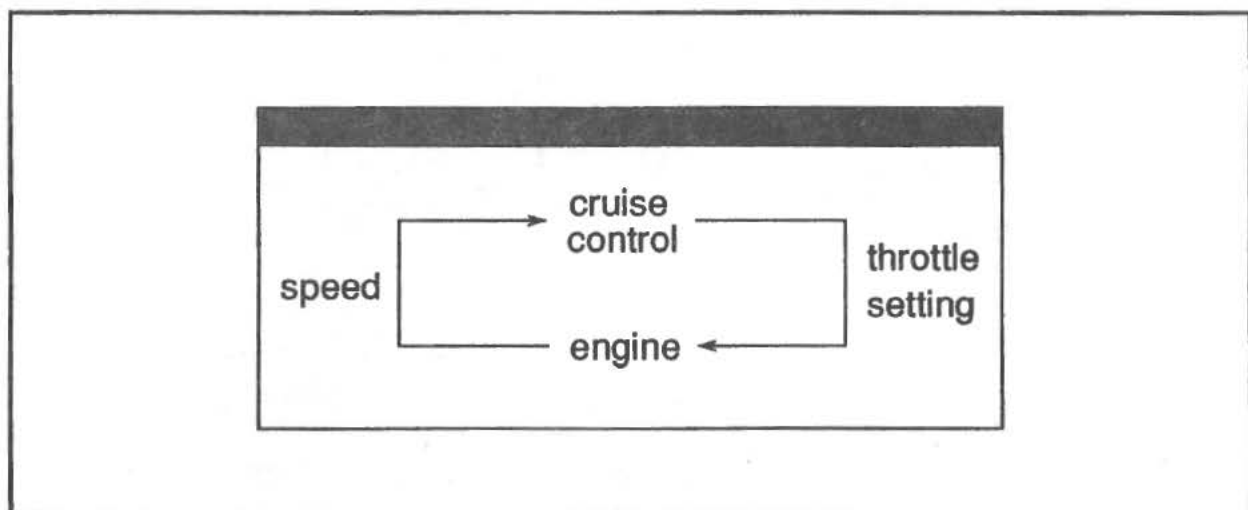 cruise
control
speed
throttle
setting
engine